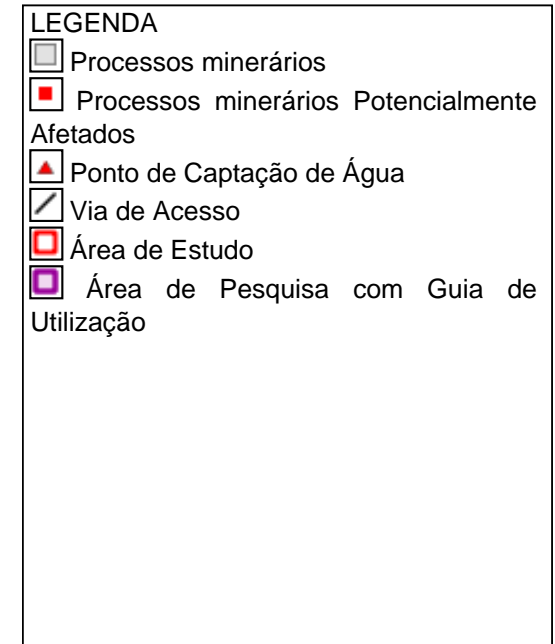 LEGENDA
Processos minerários
Processos minerários Potencialmente
Afetados
Ponto de Captação de Água
Via de Acesso
Área de Estudo
Área de Pesquisa com Guia de
Utilização